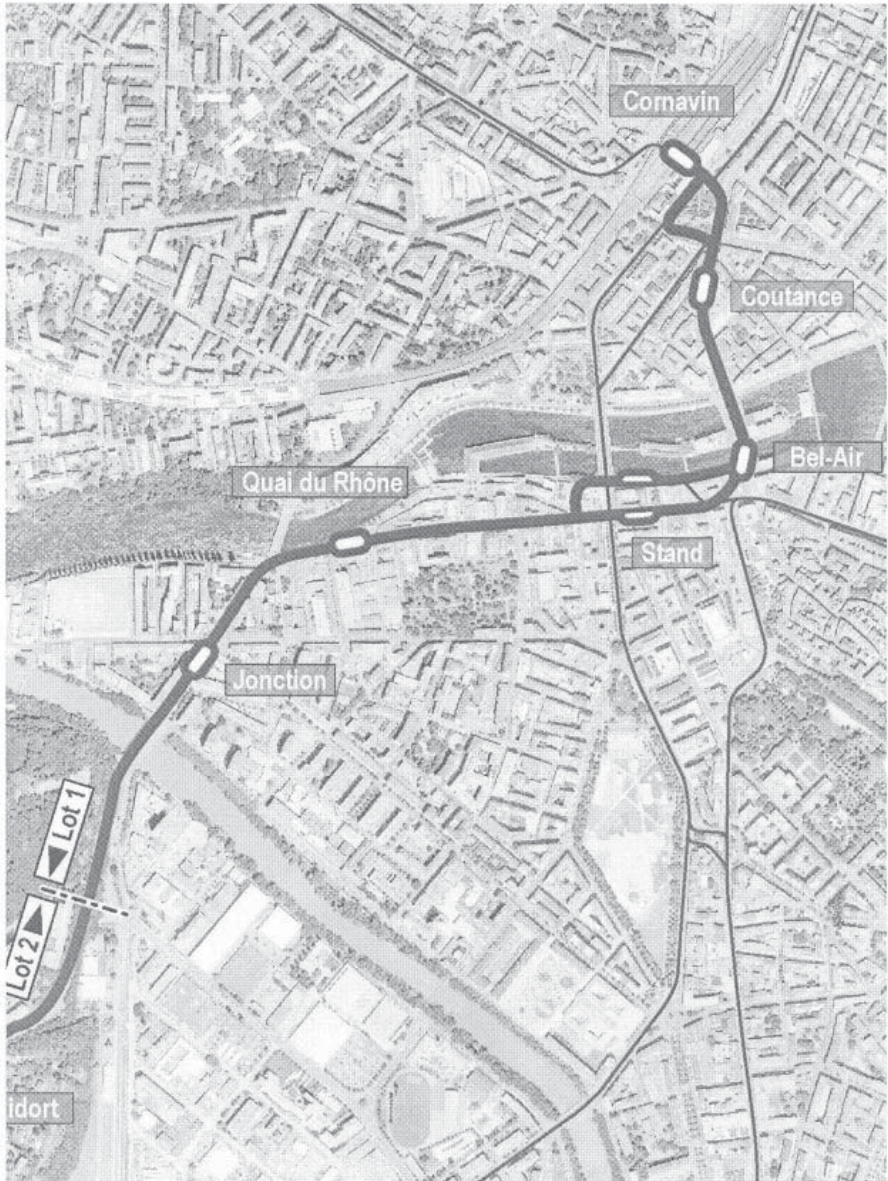 Cornavin
Coutance
Bel-Air
Quai du Rhône
Stand
Jonction
Lot 1
Lot 2
idort